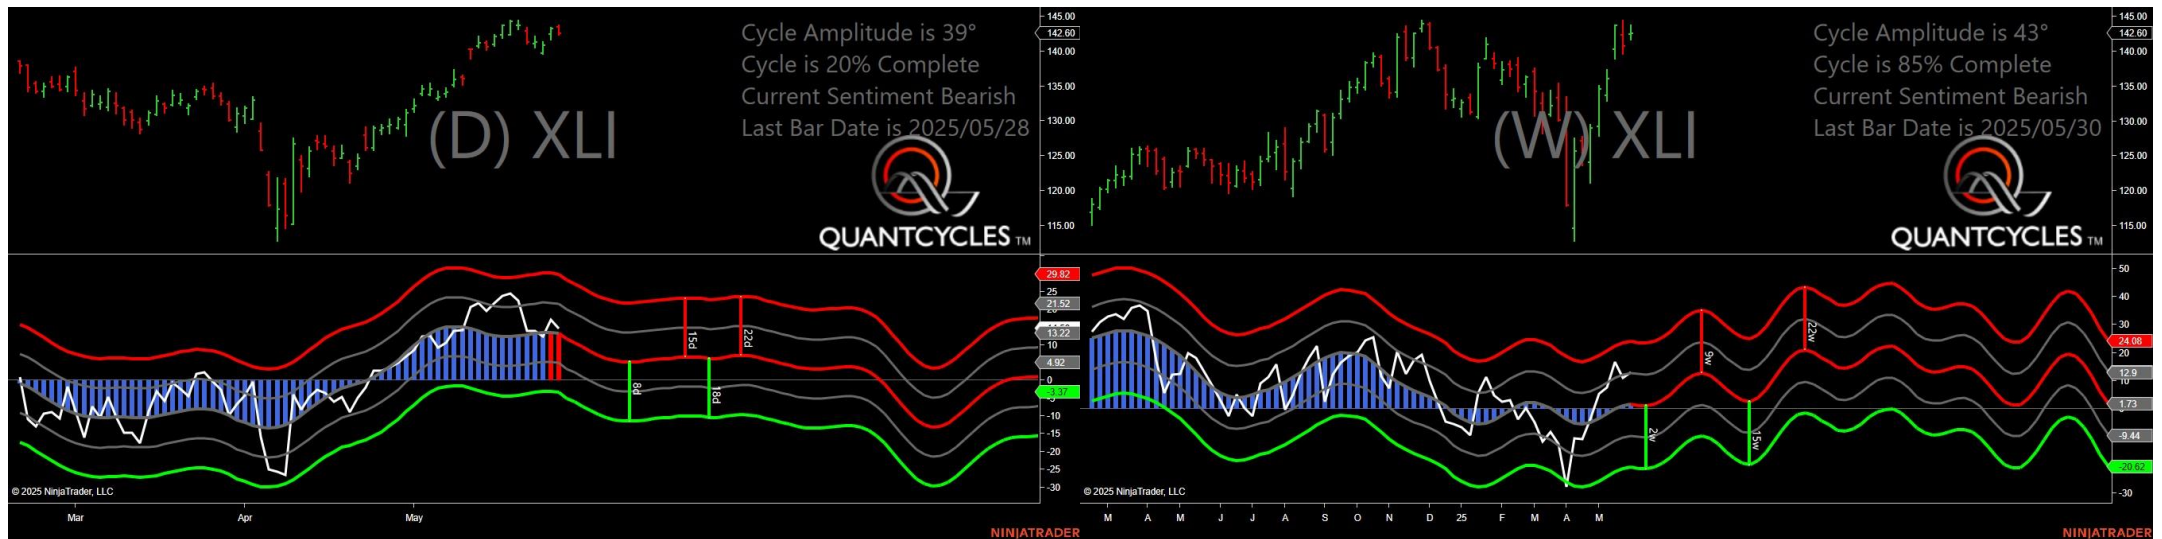 Cycle Amplitude is 39°
Cycle is 20% Complete
Current Sentiment Bearish
Last Bar Date is 2025/05/28
(D) XLI
QUANTCYCLES TM
145.00
142.60
140.00
135.00
130.00
125.00
120.00
115.00
29.82
25
21.52
13.22
10
4.92
0
-3.37
-10
-15
-20
-25
-30
8d
15d
18d
22d
© 2025 NinjaTrader, LLC
Mar
Apr
May
NINJATRADER
Cycle Amplitude is 43°
Cycle is 85% Complete
Current Sentiment Bearish
Last Bar Date is 2025/05/30
(W) XLI
QUANTCYCLES TM
145.00
142.60
140.00
135.00
130.00
125.00
120.00
115.00
50
40
30
24.08
20
12.9
10
1.73
-9.44
-20.62
-30
2w
9w
15w
22w
© 2025 NinjaTrader, LLC
M A M J J A S O N D 25 F M A M
NINJATRADER